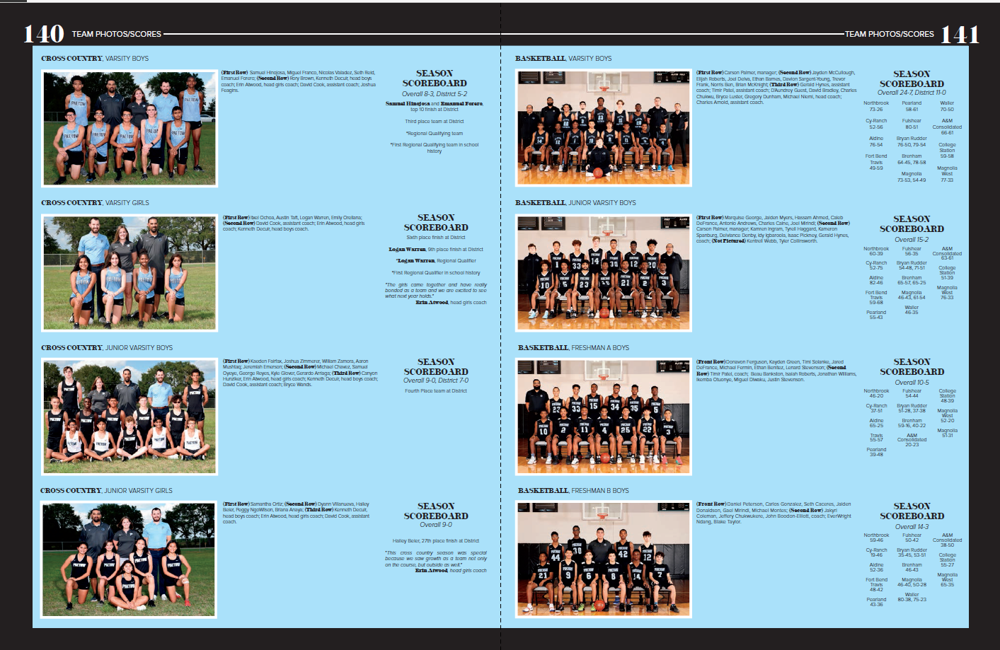 140 TEAM PHOTOS/SCORES
TEAM PHOTOS/SCORES 141
CROSS COUNTRY, VARSITY BOYS
(First Row) Samuel Hinojosa, Miguel Franco, Nicolas Valadez, Seth Reid,
Emanuel Forero; (Second Row) Rory Brown, Kenneth Decuir, head boys
coach; Erin Atwood, head girls coach; David Cook, assistant coach; Joshua
Feagins.
SEASON
SCOREBOARD
Overall 8-3, District 5-2
Samuel Hinojosa and Emanuel Forero,
top 10 finish at District
Third place team at District
*Regional Qualifying team
*First Regional Qualifying team in school
history
CROSS COUNTRY, VARSITY GIRLS
(First Row) Itxel Ochoa, Austin Taft, Logan Warren, Emily Orellana;
(Second Row) David Cook, assistant coach; Erin Atwood, head girls
coach; Kenneth Decuir, head boys coach.
SEASON
SCOREBOARD
Sixth place finish at District
Logan Warren, 9th place finish at District
*Logan Warren, Regional Qualifier
*First Regional Qualifier in school history
"The girls came together and have really
bonded as a team and we are excited to see
what next year holds."
Erin Atwood, head girls coach
CROSS COUNTRY, JUNIOR VARSITY BOYS
(First Row) Kaeden Fairfax, Joshua Zimmerer, William Zamora, Aaron
Mushtaq; Jeremiah Emerson; (Second Row) Michael Chavez, Samuel
Oyeye, George Reyes, Kyle Glover, Gerardo Arriaga; (Third Row) Canyon
Hunziker, Erin Atwood, head girls coach; Kenneth Decuir, head boys coach;
David Cook, assistant coach; Bryce Wands.
SEASON
SCOREBOARD
Overall 9-0, District 7-0
Fourth Place team at District
CROSS COUNTRY, JUNIOR VARSITY GIRLS
(First Row) Samantha Ortiz; (Second Row) Dyann Villanueva, Hailey
Beier, Peggy NgoWilson, Briana Anaya; (Third Row) Kenneth Decuir,
head boys coach; Erin Atwood, head girls coach; David Cook, assistant
coach.
SEASON
SCOREBOARD
Overall 9-0
Hailey Beier, 27th place finish at District
"This cross country season was special
because we saw growth as a team not only
on the course, but outside as well."
Erin Atwood, head girls coach
BASKETBALL, VARSITY BOYS
(First Row) Carson Palmer, manager; (Second Row) Jayden McCullough,
Elijah Roberts, Joel Delva, Ethan Barnes, Davion Sargent-Young, Trevor
Frank, Norris Ben, Brian McKnight; (Third Row) Gerald Hynes, assistant
coach; Timir Patel, assistant coach; D'Aundrey Guest, David Bradley, Charles
Chukwu, Bryce Luster, Gregory Dunham, Michael Niemi, head coach;
Charles Arnold, assistant coach.
SEASON
SCOREBOARD
Overall 24-7, District 11-0
Northbrook
73-26
Cy-Ranch
52-56
Aldine
76-54
Fort Bend
Travis
49-59
Pearland
58-61
Fulshear
80-51
Bryan Rudder
76-50, 79-54
Brenham
64-45, 78-58
Magnolia
73-53, 54-49
Waller
70-50
A&M
Consolidated
66-61
College
Station
59-58
Magnolia
West
77-33
BASKETBALL, JUNIOR VARSITY BOYS
(First Row) Marquise George, Jaiden Myers, Hassam Ahmed, Caleb
DeFrance, Antonio Andrews, Charles Caine, Joel Mirindi; (Second Row)
Carson Palmer, manager; Kamren Ingram, Tyrell Haggard, Kameron
Spanburg, Delviance Denby, Idy Igbaroola, Isaac Pickney, Gerald Hynes,
coach; (Not Pictured) Kentrell Webb, Tyler Collinsworth.
SEASON
SCOREBOARD
Overall 15-2
Northbrook
60-39
Cy-Ranch
52-75
Aldine
82-46
Fort Bend
Travis
59-68
Pearland
55-43
Fulshear
56-35
Bryan Rudder
54-48, 71-51
Brenham
65-57, 65-25
Magnolia
46-43, 61-54
Waller
46-35
A&M
Consolidated
63-61
College
Station
51-39
Magnolia
West
76-33
BASKETBALL, FRESHMAN A BOYS
(Front Row) Donavon Ferguson, Kayden Green, Timi Solanke, Jared
DeFrance, Michael Fermin, Ethan Benitez, Lenard Stevenson; (Second
Row) Timir Patel, coach; Beau Bankston, Isaiah Roberts, Jonathan Williams,
Ikemba Otuonye, Miguel Diwaku, Justin Stevenson.
SEASON
SCOREBOARD
Overall 10-5
Northbrook
46-20
Cy-Ranch
37-51
Aldine
65-25
Travis
55-57
Pearland
39-48
Fulshear
54-44
Bryan Rudder
51-28, 37-38
Brenham
59-16, 40-22
A&M
Consolidated
20-23
College
Station
48-39
Magnolia
West
52-20
Magnolia
51-31
BASKETBALL, FRESHMAN B BOYS
(Front Row) Daniel Peterson, Carlos Gonzalez, Seth Caceres, Jaiden
Donaldson, Gael Mirindi, Michael Montes; (Second Row) Jakyri
Coleman, Jeffery Chukwukere, John Boodon-Elliott, coach; EverWright
Ndang, Blake Taylor.
SEASON
SCOREBOARD
Overall 14-3
Northbrook
59-46
Cy-Ranch
19-46
Aldine
52-36
Fort Bend
Travis
48-42
Pearland
43-36
Fulshear
50-42
Bryan Rudder
35-45, 53-51
Brenham
46-43
Magnolia
46-40, 50-28
Waller
80-38, 75-23
A&M
Consolidated
38-50
College
Station
55-27
Magnolia
West
65-35